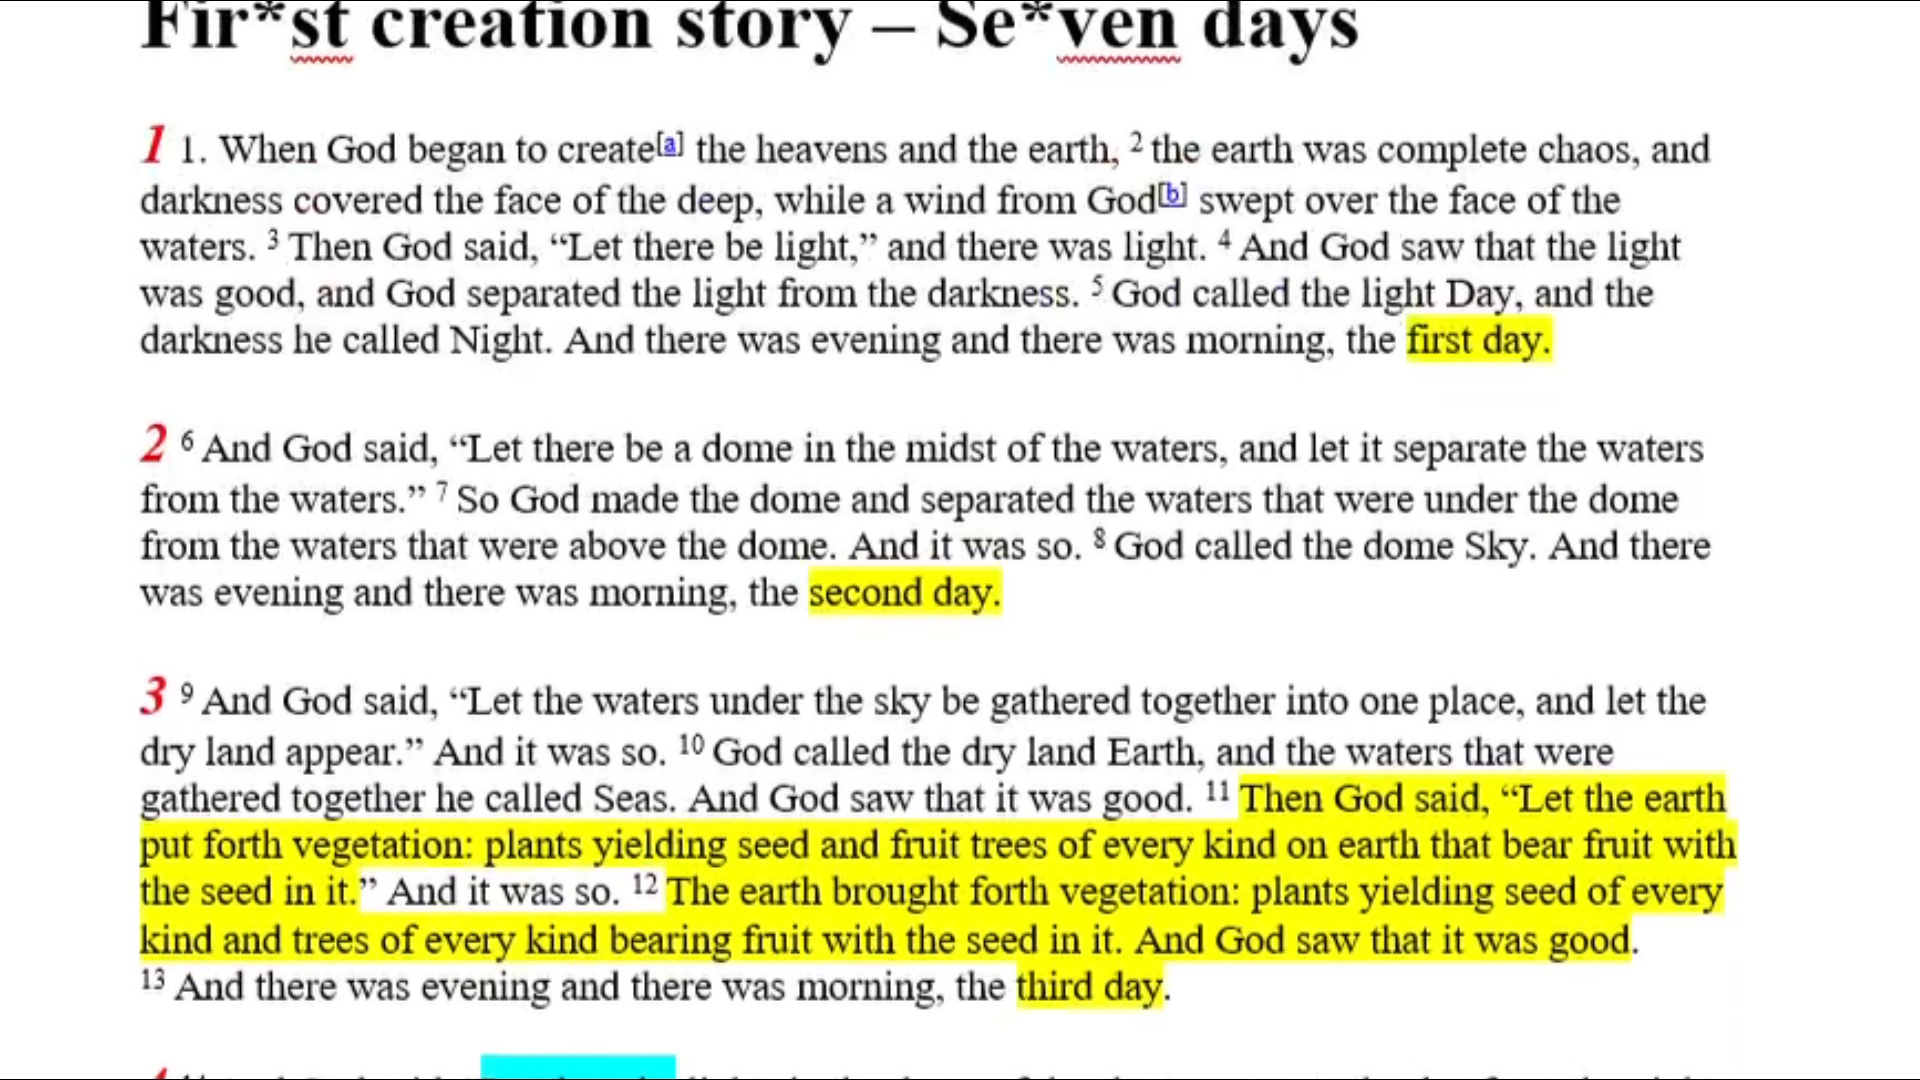 Fir*st creation story – Se*ven days
1 1. When God began to create[a] the heavens and the earth, 2 the earth was complete chaos, and
darkness covered the face of the deep, while a wind from God[b] swept over the face of the
waters. 3 Then God said, “Let there be light,” and there was light. 4 And God saw that the light
was good, and God separated the light from the darkness. 5 God called the light Day, and the
darkness he called Night. And there was evening and there was morning, the first day.
2 6 And God said, “Let there be a dome in the midst of the waters, and let it separate the waters
from the waters.” 7 So God made the dome and separated the waters that were under the dome
from the waters that were above the dome. And it was so. 8 God called the dome Sky. And there
was evening and there was morning, the second day.
3 9 And God said, “Let the waters under the sky be gathered together into one place, and let the
dry land appear.” And it was so. 10 God called the dry land Earth, and the waters that were
gathered together he called Seas. And God saw that it was good. 11 Then God said, “Let the earth
put forth vegetation: plants yielding seed and fruit trees of every kind on earth that bear fruit with
the seed in it.” And it was so. 12 The earth brought forth vegetation: plants yielding seed of every
kind and trees of every kind bearing fruit with the seed in it. And God saw that it was good.
13 And there was evening and there was morning, the third day.